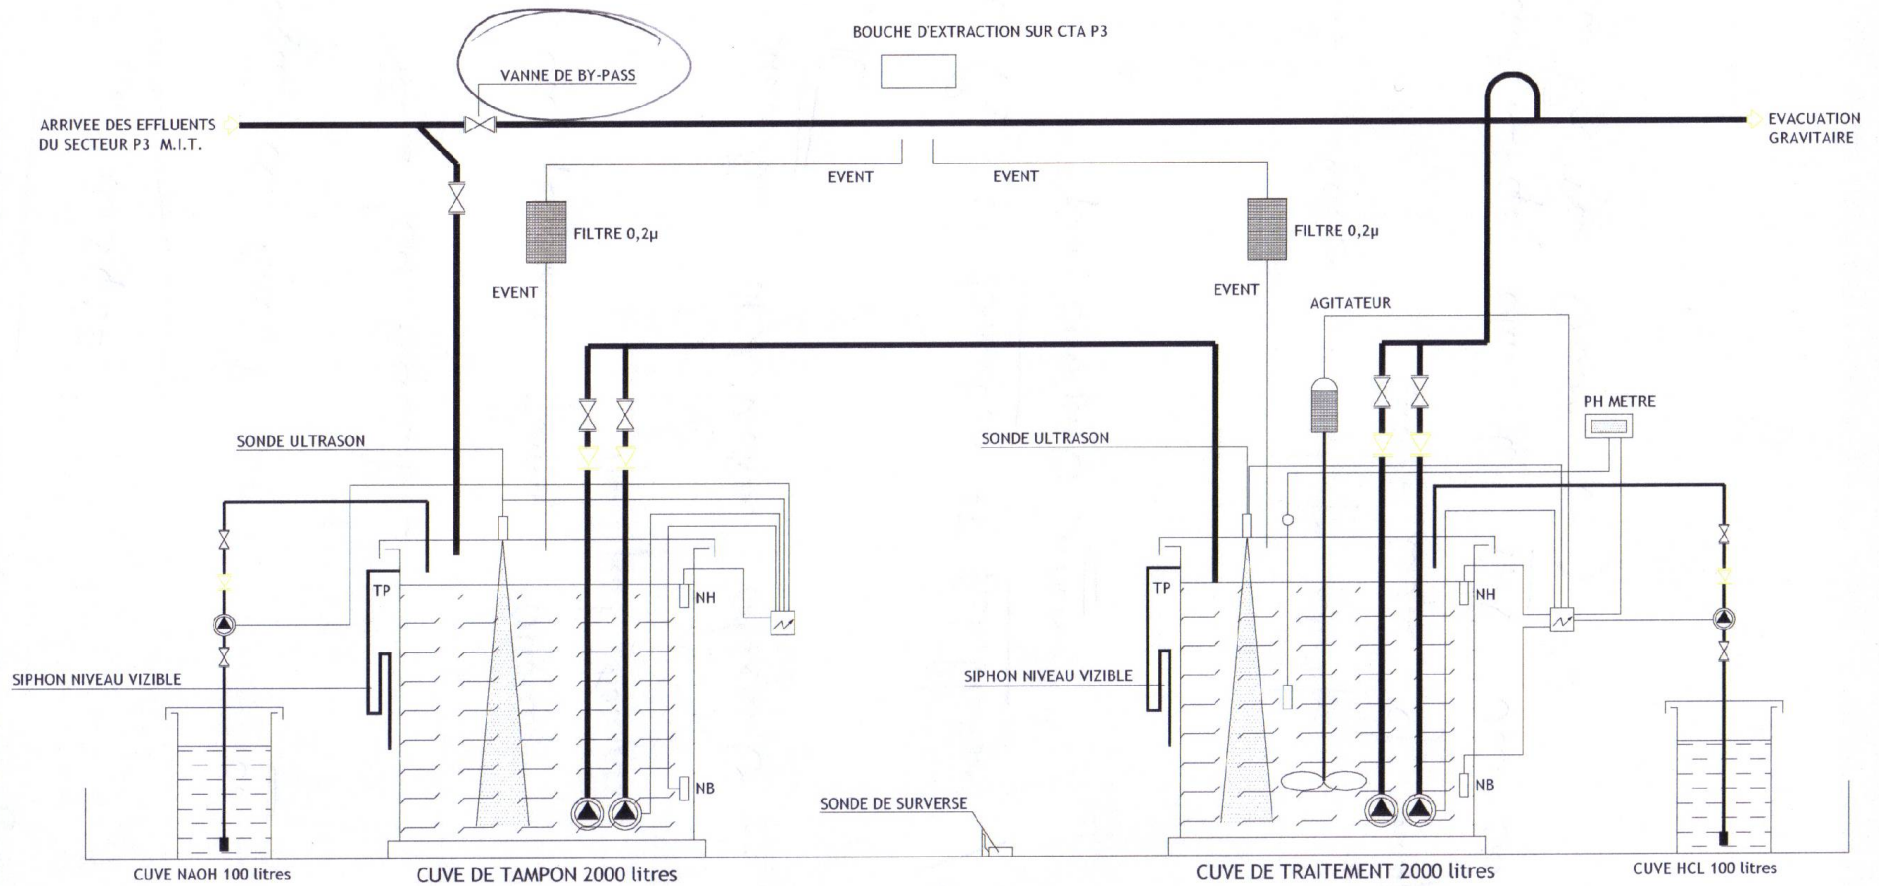 BOUCHE D'EXTRACTION SUR CTA P3
VANNE DE BY-PASS
ARRIVEE DES EFFLUENTS
DU SECTEUR P3 M.I.T.
EVACUATION
GRAVITAIRE
EVENT
EVENT
FILTRE 0,2µ
FILTRE 0,2µ
EVENT
EVENT
AGITATEUR
PH METRE
SONDE ULTRASON
SONDE ULTRASON
TP
NH
TP
NH
SIPHON NIVEAU VIZIBLE
SIPHON NIVEAU VIZIBLE
NB
NB
SONDE DE SURVERSE
CUVE NAOH 100 litres
CUVE DE TAMPON 2000 litres
CUVE DE TRAITEMENT 2000 litres
CUVE HCL 100 litres